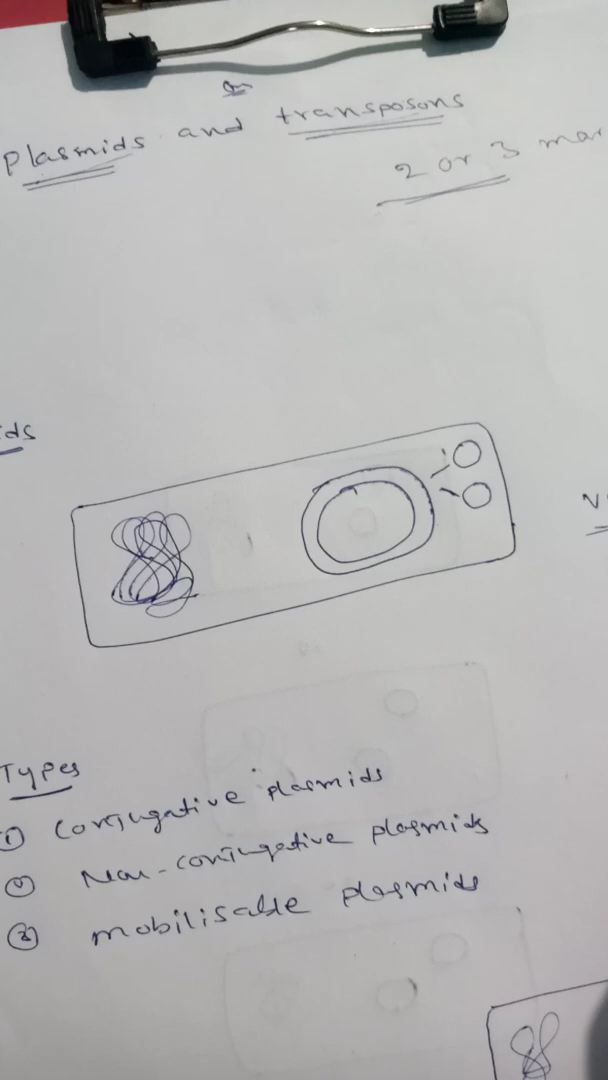 plasmids and transposons
2 or 3 mar
ds
Types
① Conjugative plasmids
② Non-conjugative plasmids
③ mobilisable plasmids